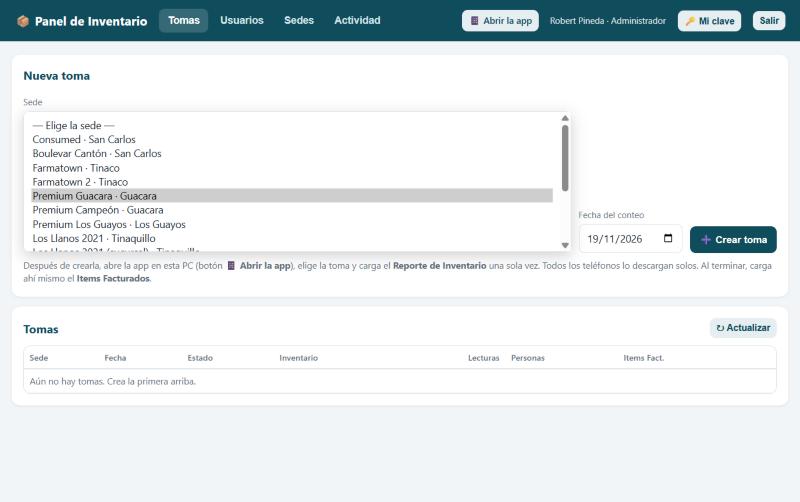 Panel de Inventario
Tomas
Usuarios
Sedes
Actividad
Abrir la app
Robert Pineda · Administrador
Mi clave
Salir
Nueva toma
Sede
— Elige la sede —
Consumed · San Carlos
Boulevar Cantón · San Carlos
Farmatown · Tinaco
Farmatown 2 · Tinaco
Premium Guacara · Guacara
Premium Campeón · Guacara
Premium Los Guayos · Los Guayos
Los Llanos 2021 · Tinaquillo
Los Llanos 2021 (sucursal) · Tinaquillo
Fecha del conteo
19/11/2026
Crear toma
Después de crearla, abre la app en esta PC (botón Abrir la app), elige la toma y carga el Reporte de Inventario una sola vez. Todos los teléfonos lo descargan solos. Al terminar, carga
ahí mismo el Items Facturados.
Tomas
↻ Actualizar
Sede Fecha Estado Inventario Lecturas Personas Items Fact.
Aún no hay tomas. Crea la primera arriba.